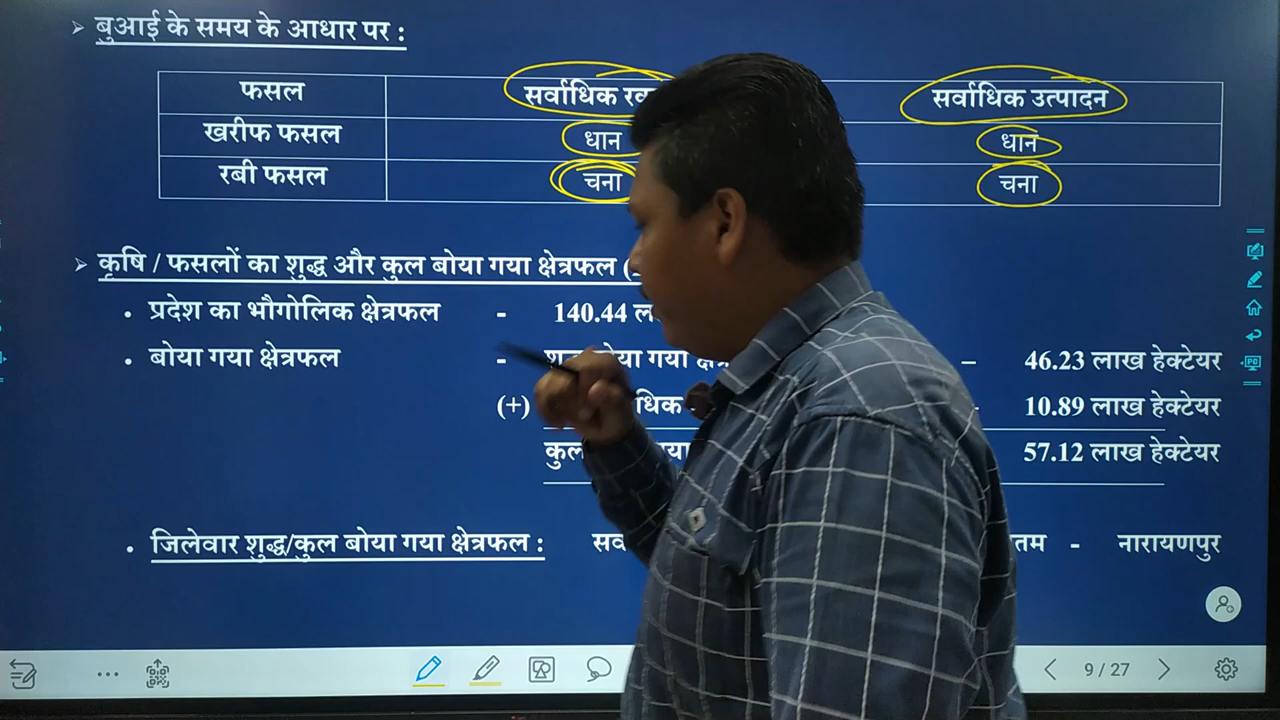 बुआई के समय के आधार पर :
फसल सर्वाधिक सर्वाधिक उत्पादन
खरीफ फसल धान धान
रबी फसल चना चना
कृषि / फसलों का शुद्ध और कुल बोया गया क्षेत्रफल
• प्रदेश का भौगोलिक क्षेत्रफल - 140.44
• बोया गया क्षेत्रफल - बोया गया – 46.23 लाख हेक्टेयर
(+) 10.89 लाख हेक्टेयर
कुल 57.12 लाख हेक्टेयर
• जिलेवार शुद्ध/कुल बोया गया क्षेत्रफल : - नारायणपुर
9 / 27